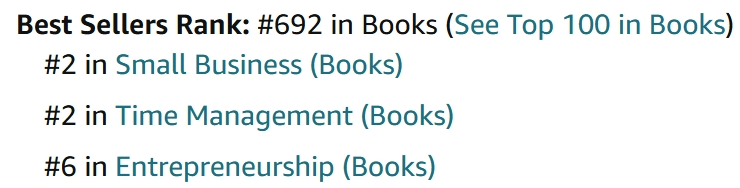 Best Sellers Rank: #692 in Books (See Top 100 in Books)
#2 in Small Business (Books)
#2 in Time Management (Books)
#6 in Entrepreneurship (Books)